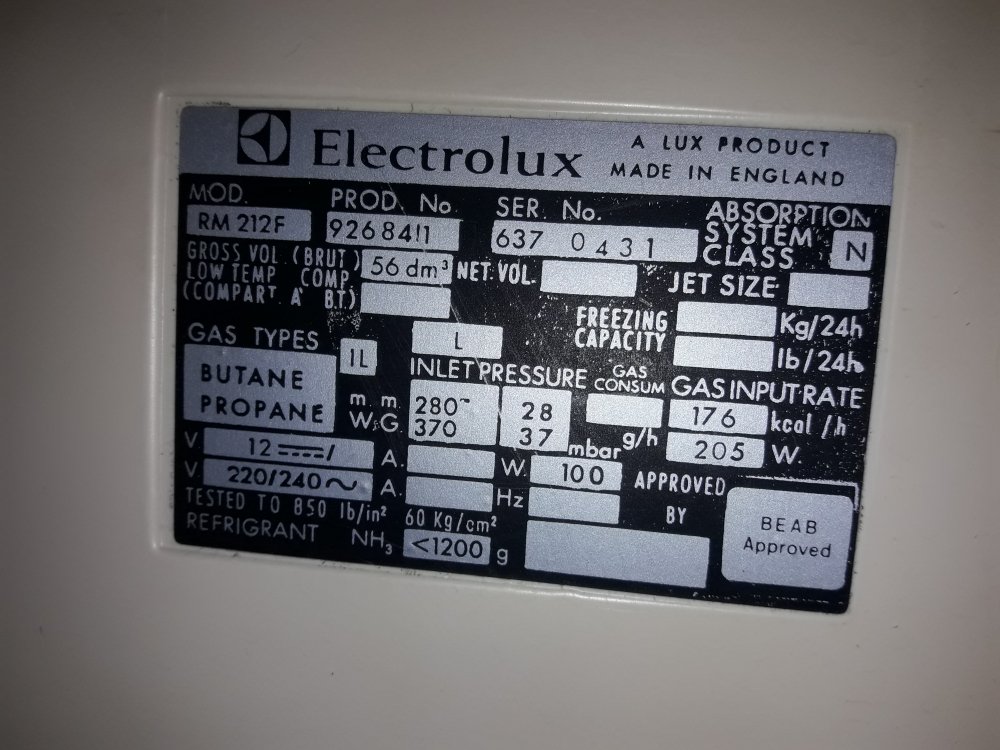 Electrolux
A LUX PRODUCT
MADE IN ENGLAND
MOD. PROD. No. SER. No. ABSORPTION SYSTEM CLASS N
RM 212F 926 84!1 637 0431
GROSS VOL. (BRUT) 56 dm³ NET. VOL. JET SIZE
LOW TEMP COMP.
(COMPART. A B.T.)
FREEZING CAPACITY Kg/24h
lb/24h
GAS TYPES IL L
BUTANE
PROPANE
INLET PRESSURE GAS CONSUM GAS INPUT-RATE
m m W.G 280~ 28 g/h 176 kcal/h
370 37 mbar 205 W.
V 12 ⎓/ A. W. 100 APPROVED BY
V 220/240~ A. Hz BEAB Approved
TESTED TO 850 lb/in² 60 Kg/cm²
REFRIGRANT NH₃ <1200 g